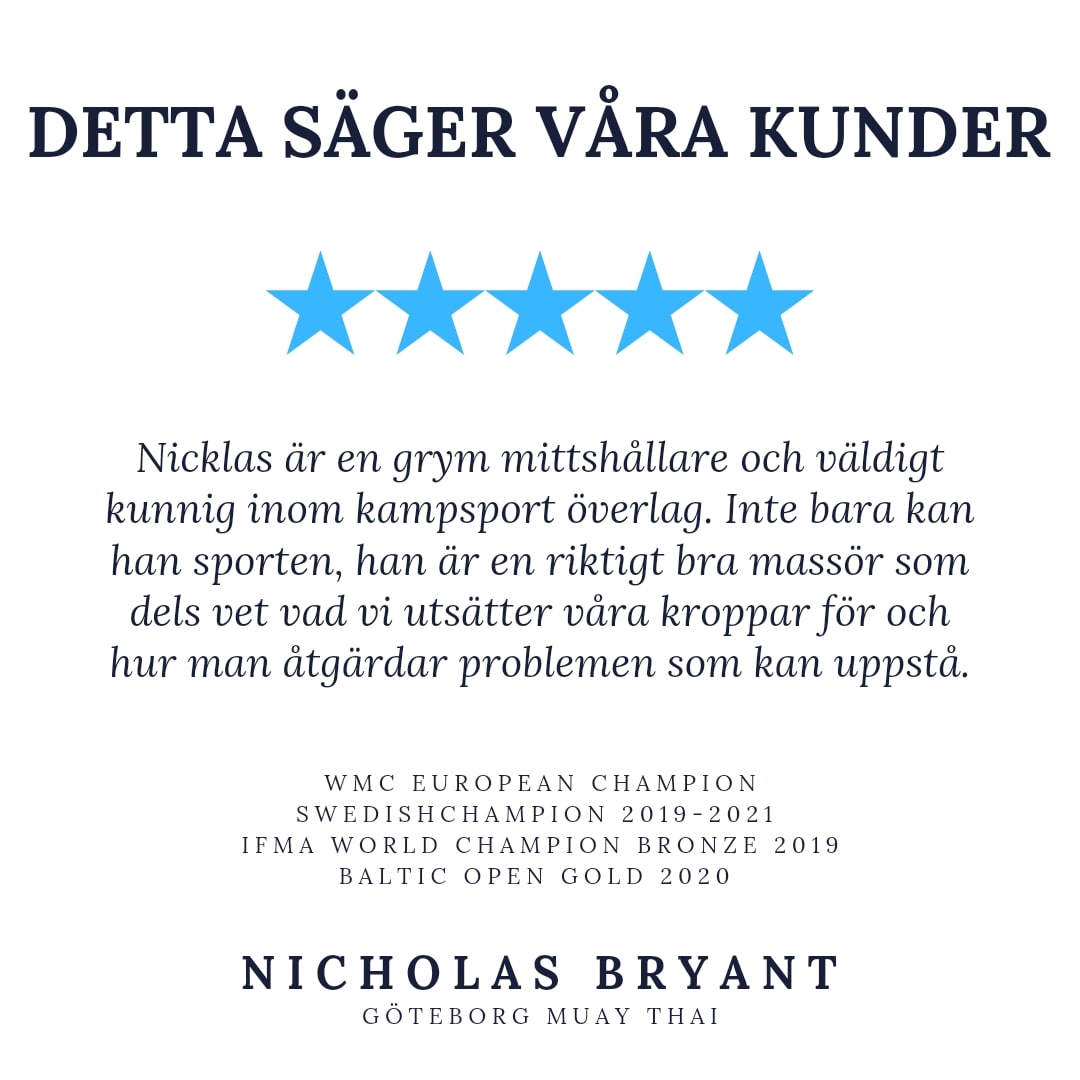 DETTA SÄGER VÅRA KUNDER
Nicklas är en grym mittshållare och väldigt
kunnig inom kampsport överlag. Inte bara kan
han sporten, han är en riktigt bra massör som
dels vet vad vi utsätter våra kroppar för och
hur man åtgärdar problemen som kan uppstå.
WMC EUROPEAN CHAMPION
SWEDISHCHAMPION 2019-2021
IFMA WORLD CHAMPION BRONZE 2019
BALTIC OPEN GOLD 2020
NICHOLAS BRYANT
GÖTEBORG MUAY THAI